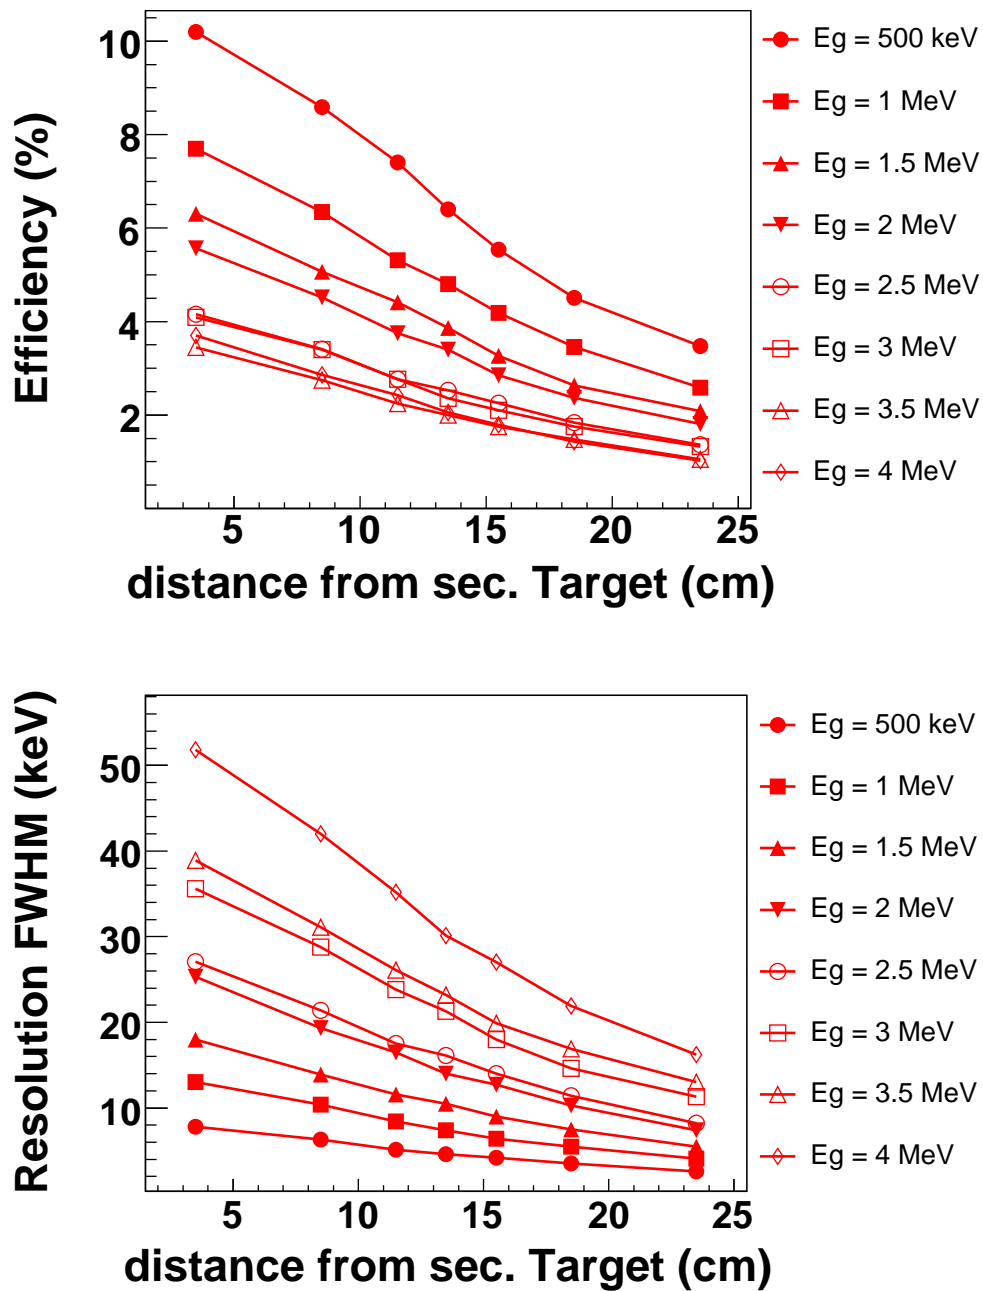 Efficiency (%)
10
8
6
4
2
5 10 15 20 25
distance from sec. Target (cm)
Eg = 500 keV
Eg = 1 MeV
Eg = 1.5 MeV
Eg = 2 MeV
Eg = 2.5 MeV
Eg = 3 MeV
Eg = 3.5 MeV
Eg = 4 MeV
Resolution FWHM (keV)
50
40
30
20
10
5 10 15 20 25
distance from sec. Target (cm)
Eg = 500 keV
Eg = 1 MeV
Eg = 1.5 MeV
Eg = 2 MeV
Eg = 2.5 MeV
Eg = 3 MeV
Eg = 3.5 MeV
Eg = 4 MeV